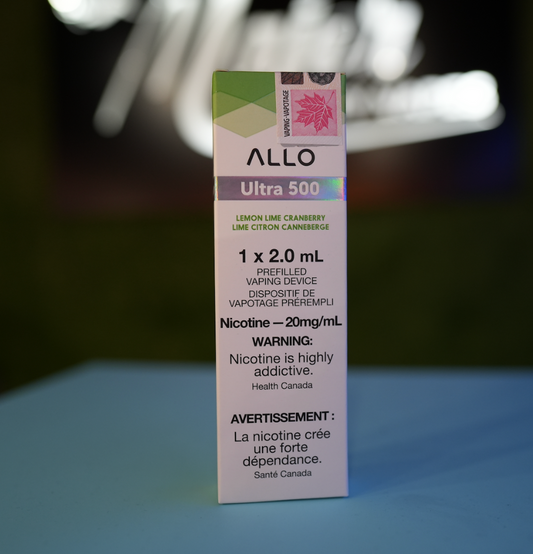 VAPING-VAPOTAGE
ALLO
Ultra 500
LEMON LIME CRANBERRY
LIME CITRON CANNEBERGE
1 x 2.0 mL
PREFILLED
VAPING DEVICE
DISPOSITIF DE
VAPOTAGE PRÉREMPLI
Nicotine — 20mg/mL
WARNING:
Nicotine is highly
addictive.
Health Canada
AVERTISSEMENT :
La nicotine crée
une forte
dépendance.
Santé Canada